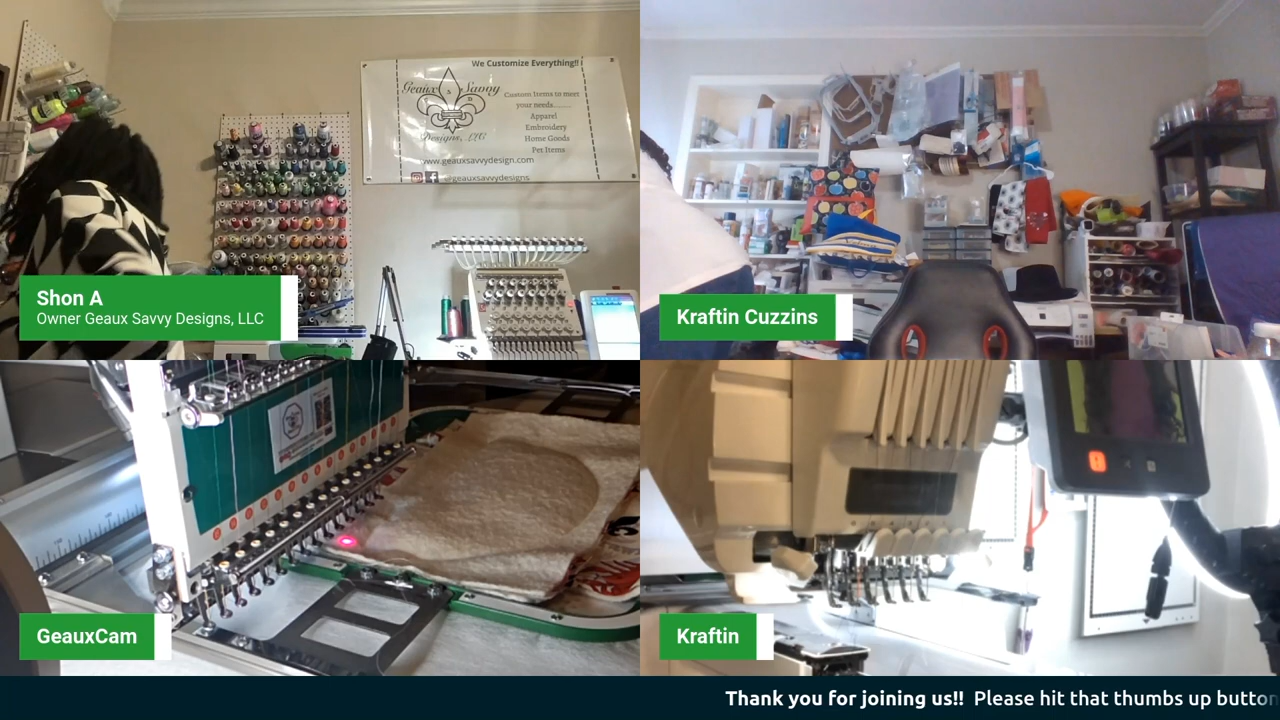 We Customize Everything!!
Geaux Savvy
Designs, LLC
Custom Items to meet
your needs..........
Apparel
Embroidery
Home Goods
Pet Items
www.geauxsavvydesign.com
@geauxsavvydesigns
Shon A
Owner Geaux Savvy Designs, LLC
Kraftin Cuzzins
GeauxCam
Kraftin
Thank you for joining us!! Please hit that thumbs up button